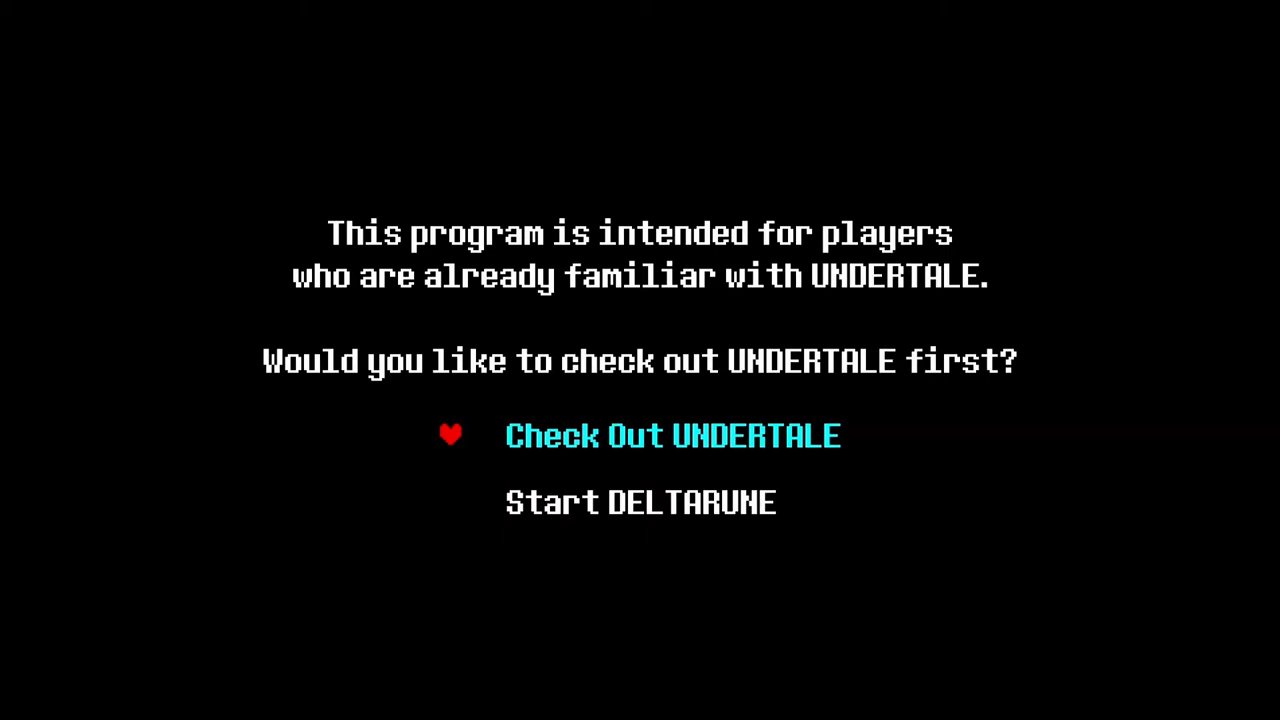 This program is intended for players
who are already familiar with UNDERTALE.
Would you like to check out UNDERTALE first?
Check Out UNDERTALE
Start DELTARUNE